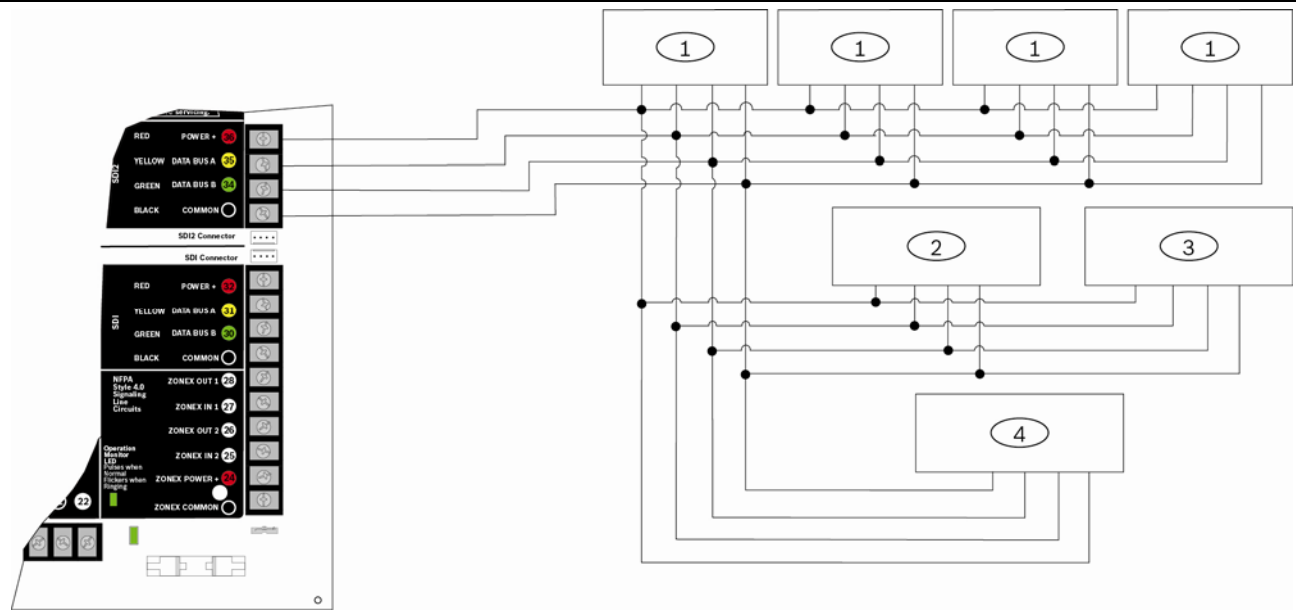 1 1 1 1
servicing.
RED POWER + 36
YELLOW DATA BUS A 35
SDI2
GREEN DATA BUS B 34
BLACK COMMON
SDI2 Connector
SDI Connector
2 3
RED POWER + 32
YELLOW DATA BUS A 31
SDI
GREEN DATA BUS B 30
BLACK COMMON
NFPA
Style 4.0
Signaling
Line
Circuits
ZONEX OUT 1 28
ZONEX IN 1 27
ZONEX OUT 2 26
ZONEX IN 2 25
ZONEX POWER + 24
ZONEX COMMON
Operation
Monitor
LED
Pulses when
Normal
Flickers when
Ringing
22
4